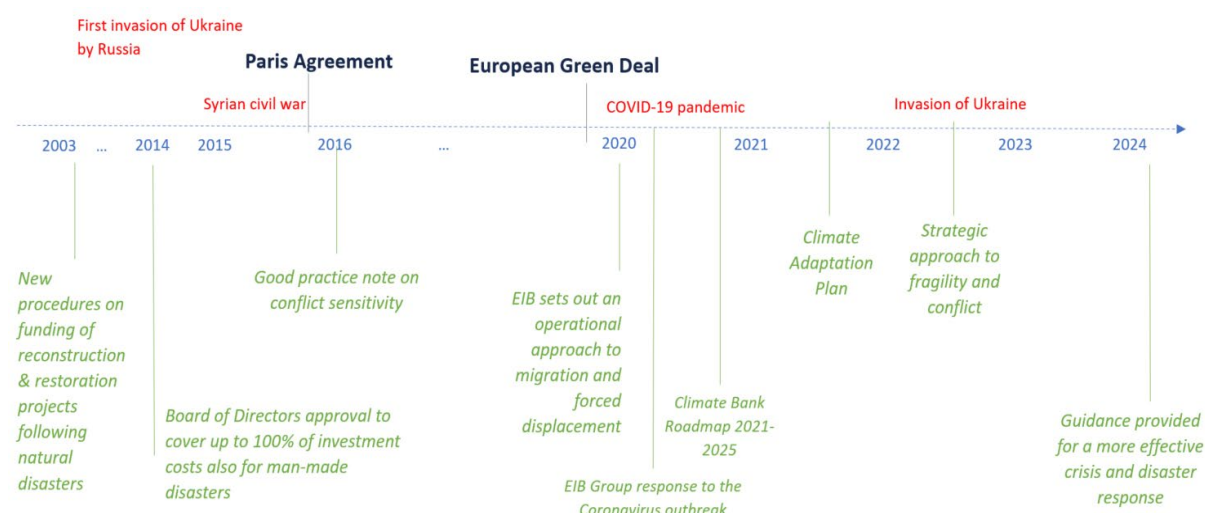 First invasion of Ukraine
by Russia
Paris Agreement
European Green Deal
Syrian civil war
COVID-19 pandemic
Invasion of Ukraine
2003 ... 2014 2015 2016 ... 2020 2021 2022 2023 2024
New
procedures on
funding of
reconstruction
& restoration
projects
following
natural
disasters
Board of Directors approval to
cover up to 100% of investment
costs also for man-made
disasters
Good practice note on
conflict sensitivity
EIB sets out an
operational
approach to
migration and
forced
displacement
EIB Group response to the
Coronavirus outbreak
Climate Bank
Roadmap 2021-
2025
Climate
Adaptation
Plan
Strategic
approach to
fragility and
conflict
Guidance provided
for a more effective
crisis and disaster
response